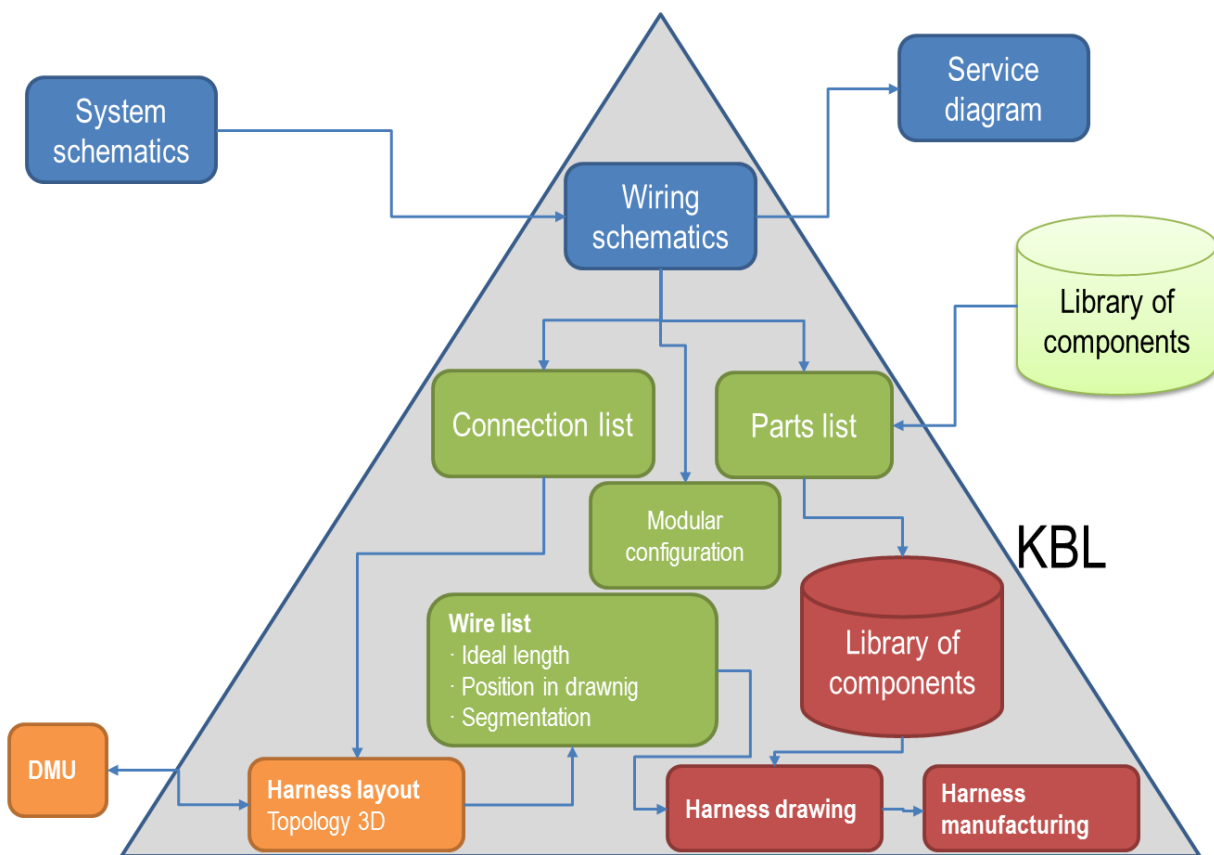 System
schematics
Service
diagram
Wiring
schematics
Library of
components
Connection list
Parts list
Modular
configuration
KBL
Wire list
· Ideal length
· Position in drawnig
· Segmentation
Library of
components
DMU
Harness layout
Topology 3D
Harness drawing
Harness
manufacturing